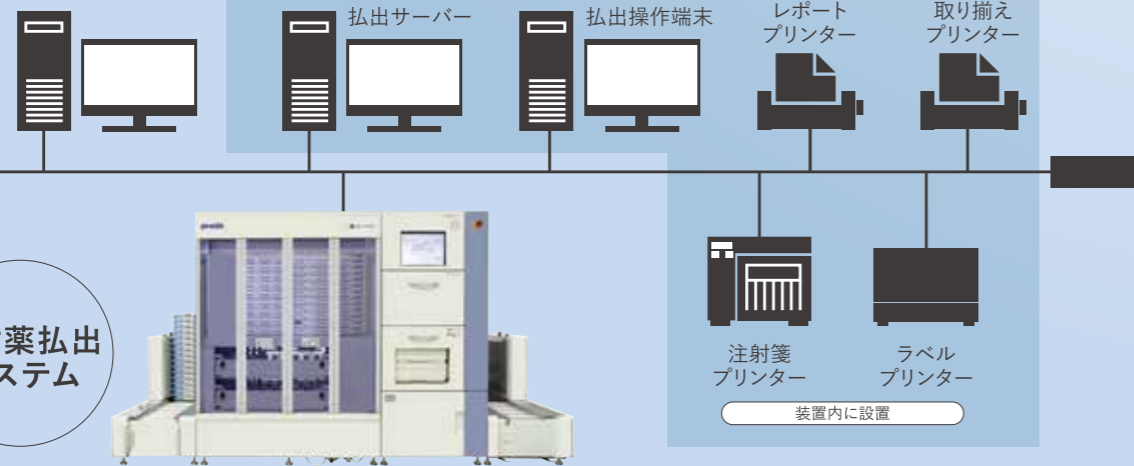 払出サーバー
払出操作端末
レポート
プリンター
取り揃え
プリンター
薬払出
ステム
注射箋
プリンター
ラベル
プリンター
装置内に設置